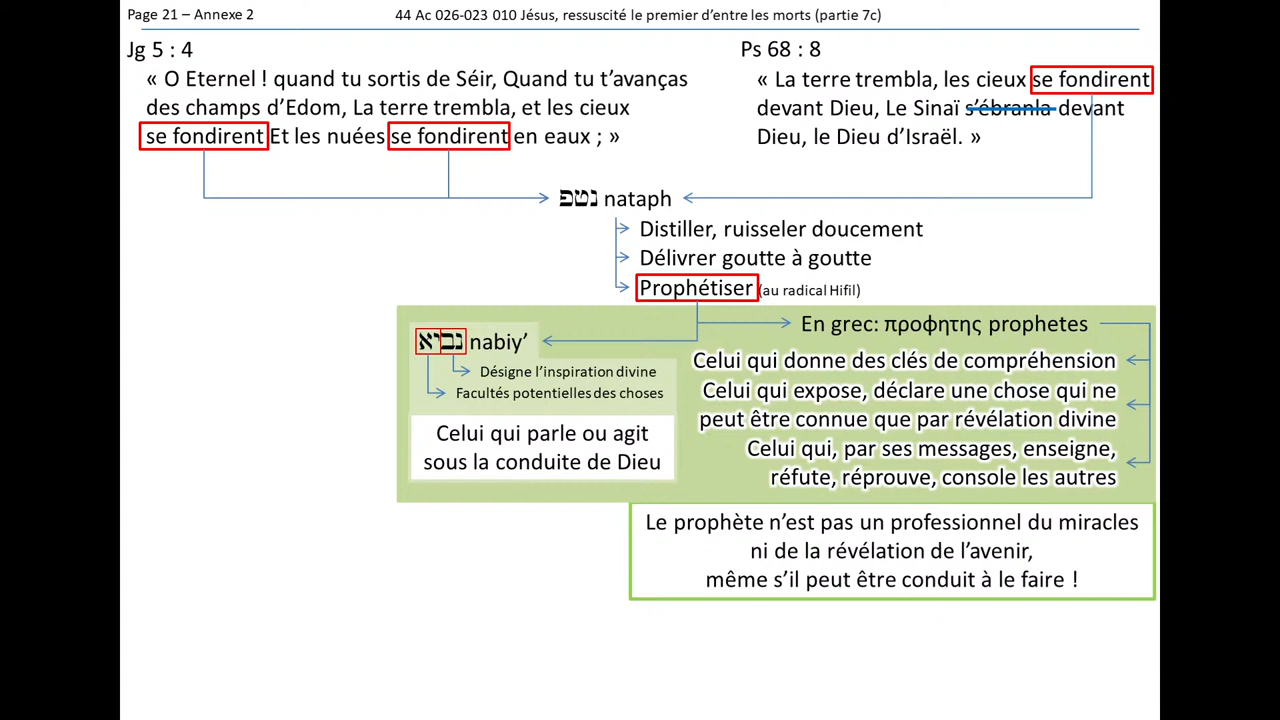 Page 21 – Annexe 2
44 Ac 026-023 010 Jésus, ressuscité le premier d’entre les morts (partie 7c)
Jg 5 : 4
« O Eternel ! quand tu sortis de Séir, Quand tu t’avanças
des champs d’Edom, La terre trembla, et les cieux
se fondirent Et les nuées se fondirent en eaux ; »
Ps 68 : 8
« La terre trembla, les cieux se fondirent
devant Dieu, Le Sinaï s’ébranla devant
Dieu, le Dieu d’Israël. »
נטפ nataph
Distiller, ruisseler doucement
Délivrer goutte à goutte
Prophétiser (au radical Hifil)
נביא nabiy’
Désigne l’inspiration divine
Facultés potentielles des choses
Celui qui parle ou agit
sous la conduite de Dieu
En grec: προφητης prophetes
Celui qui donne des clés de compréhension
Celui qui expose, déclare une chose qui ne
peut être connue que par révélation divine
Celui qui, par ses messages, enseigne,
réfute, réprouve, console les autres
Le prophète n’est pas un professionnel du miracles
ni de la révélation de l’avenir,
même s’il peut être conduit à le faire !